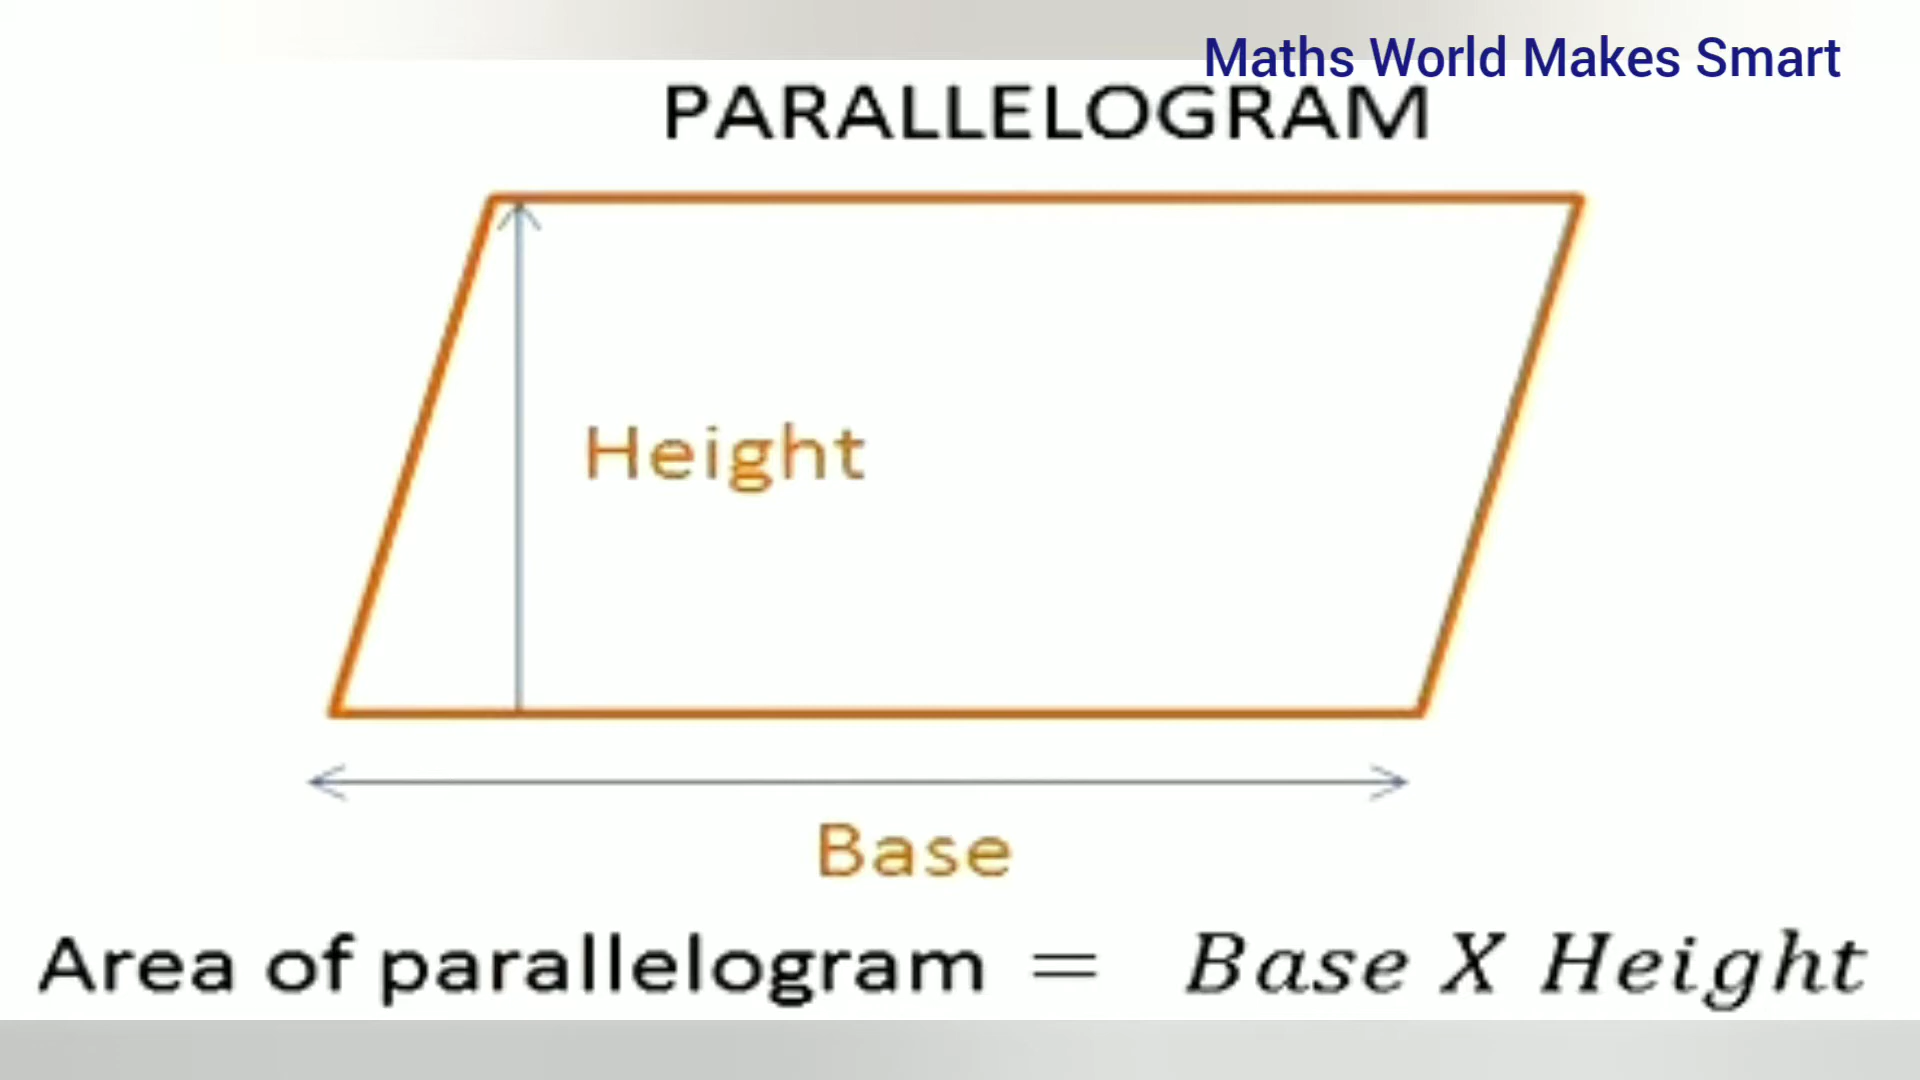 Maths World Makes Smart
PARALLELOGRAM
Height
Base
Area of parallelogram = Base X Height